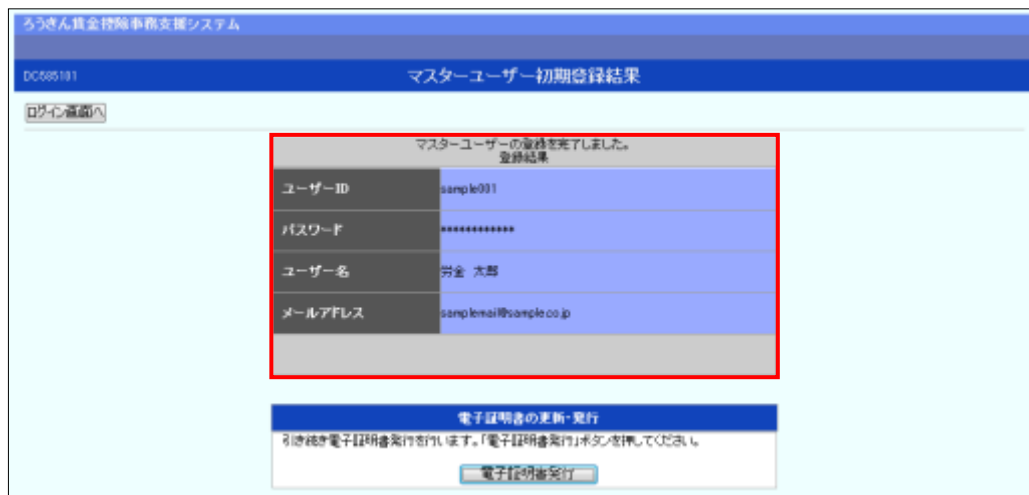 ろうきん賃金控除事務支援システム
DC585101
マスターユーザー初期登録結果
ログイン画面へ
マスターユーザーの登録を完了しました。
登録結果
ユーザーID
sample001
パスワード
************
ユーザー名
労金 太郎
メールアドレス
samplemail@sample.co.jp
電子証明書の更新・発行
引き続き電子証明書発行を行います。「電子証明書発行」ボタンを押してください。
電子証明書発行